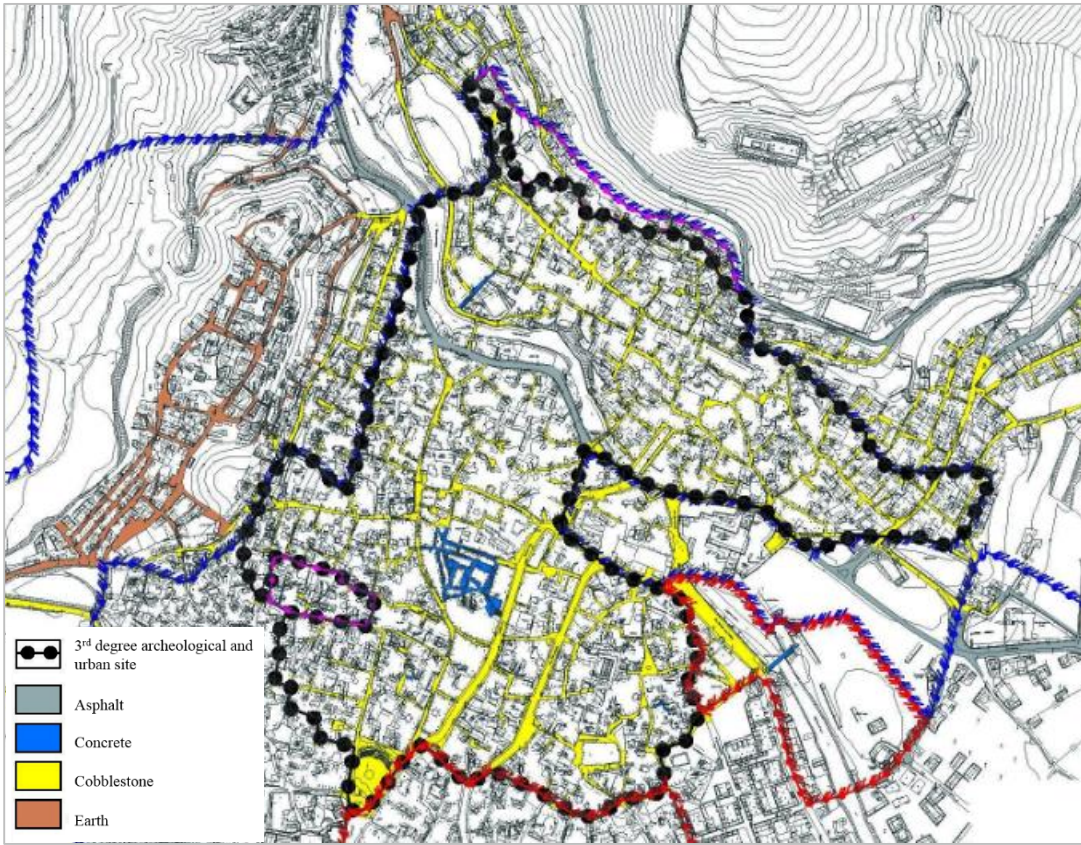 3rd degree archeological and
urban site
Asphalt
Concrete
Cobblestone
Earth